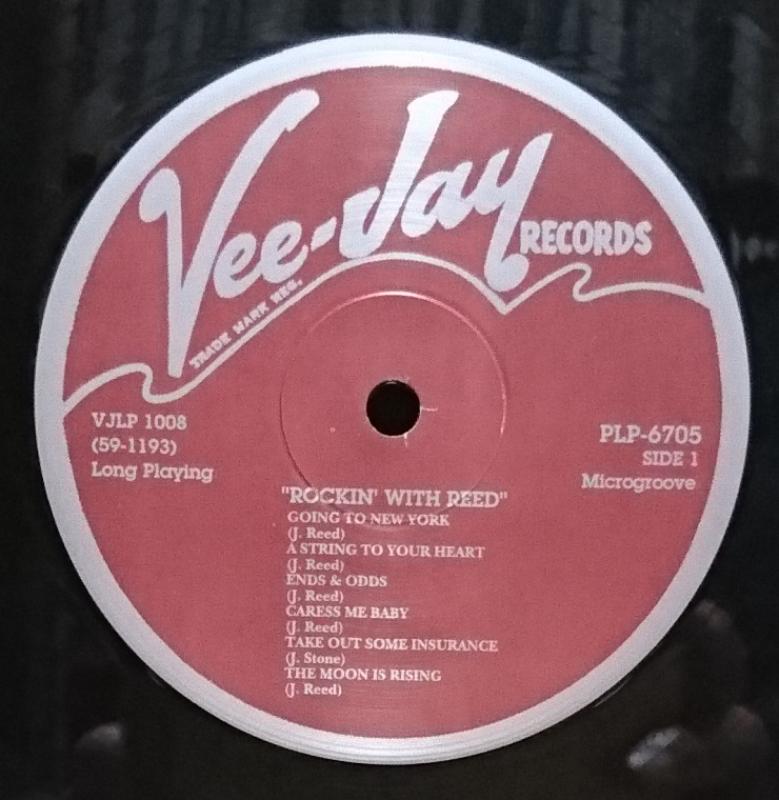 Vee-Jay
RECORDS
TRADE MARK REG.
VJLP 1008
(59-1193)
Long Playing
PLP-6705
SIDE 1
Microgroove
"ROCKIN' WITH REED"
GOING TO NEW YORK
(J. Reed)
A STRING TO YOUR HEART
(J. Reed)
ENDS & ODDS
(J. Reed)
CARESS ME BABY
(J. Reed)
TAKE OUT SOME INSURANCE
(J. Stone)
THE MOON IS RISING
(J. Reed)